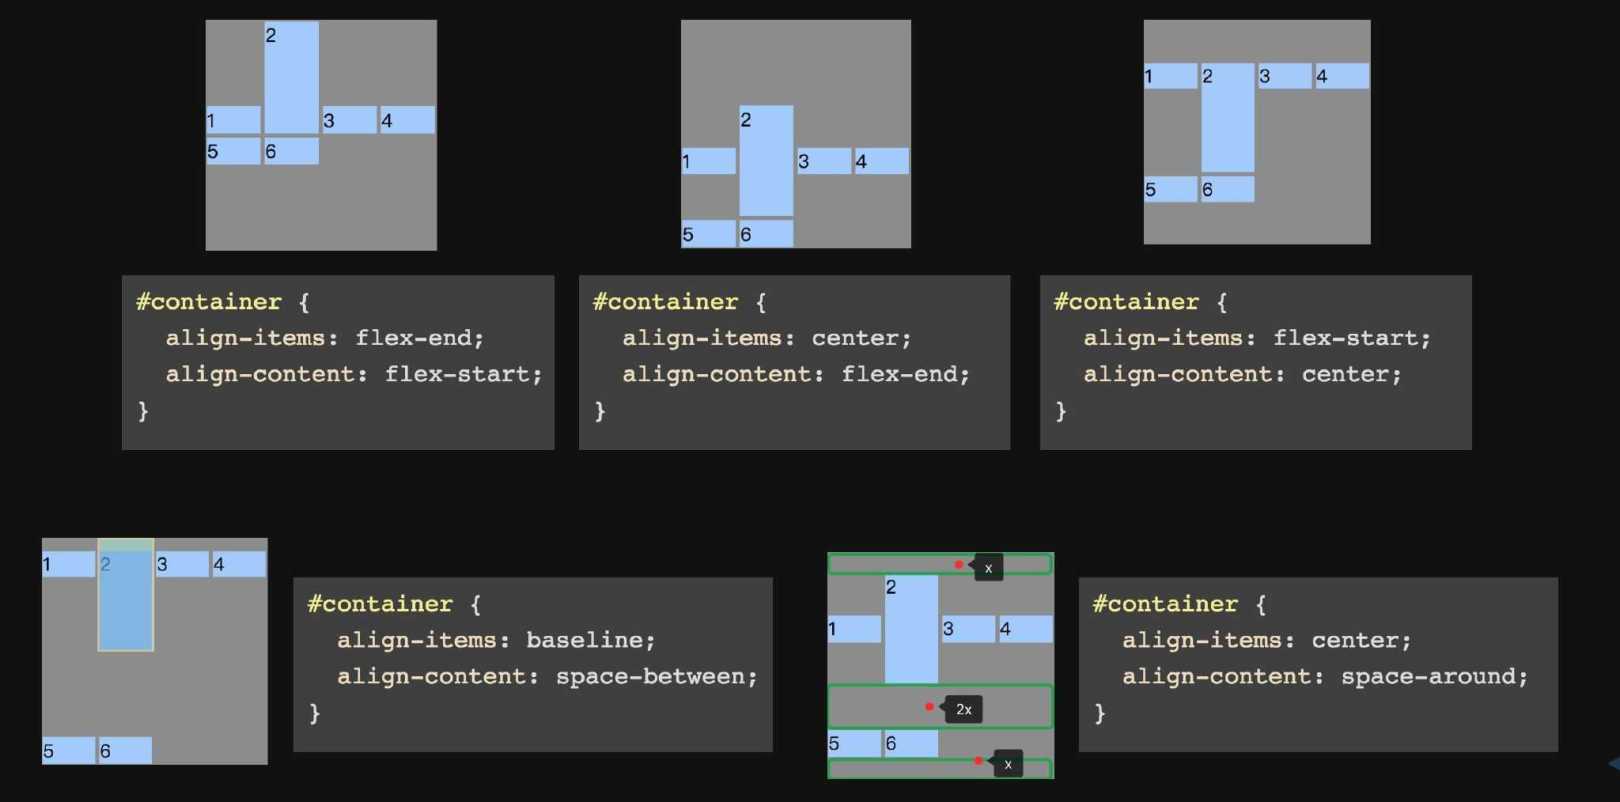 2
1 3 4
5 6
#container {
align-items: flex-end;
align-content: flex-start;
}
2
1 3 4
5 6
#container {
align-items: center;
align-content: flex-end;
}
1 2 3 4
5 6
#container {
align-items: flex-start;
align-content: center;
}
1 2 3 4
5 6
#container {
align-items: baseline;
align-content: space-between;
}
x
2
1 3 4
2x
5 6
x
#container {
align-items: center;
align-content: space-around;
}